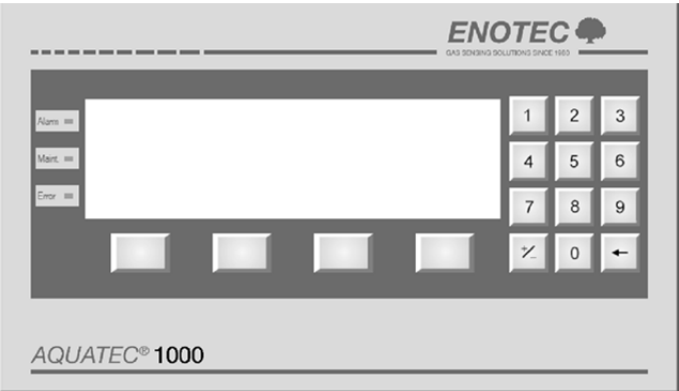 ENOTEC
GAS SENSING SOLUTIONS SINCE 1980
Alarm
Maint.
Error
1 2 3
4 5 6
7 8 9
+/- 0 ←
AQUATEC® 1000